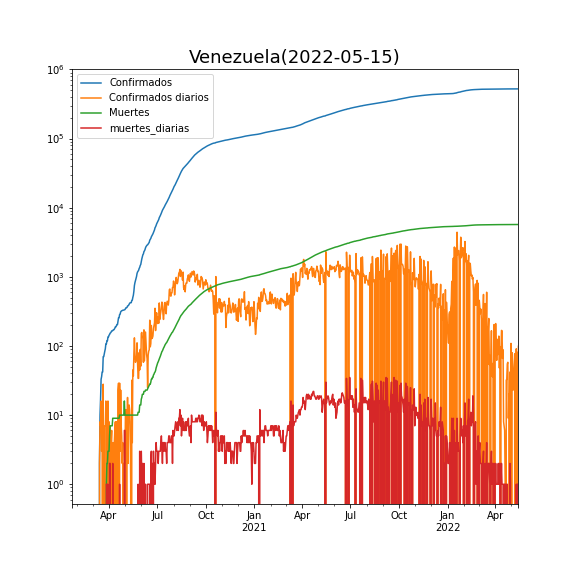 Venezuela(2022-05-15)
Confirmados
Confirmados diarios
Muertes
muertes_diarias
10^6
10^5
10^4
10^3
10^2
10^1
10^0
Apr Jul Oct Jan Apr Jul Oct Jan Apr
2021 2022